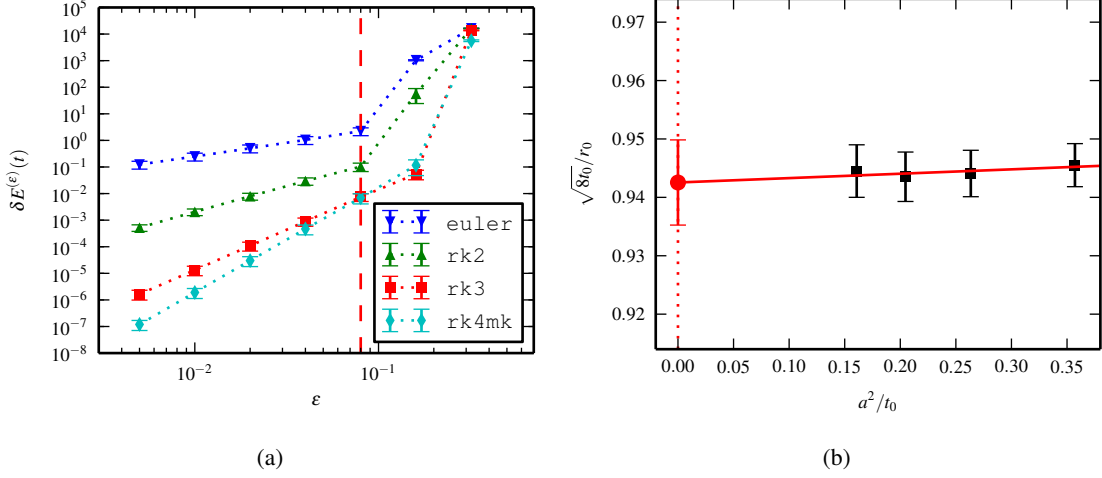 10^5
10^4
10^3
10^2
10^1
10^0
10^-1
10^-2
10^-3
10^-4
10^-5
10^-6
10^-7
10^-8
δE^(ε)(t)
euler
rk2
rk3
rk4mk
10^-2 10^-1
ε
(a)
0.97
0.96
0.95
0.94
0.93
0.92
√8t₀/r₀
0.00 0.05 0.10 0.15 0.20 0.25 0.30 0.35
a²/t₀
(b)